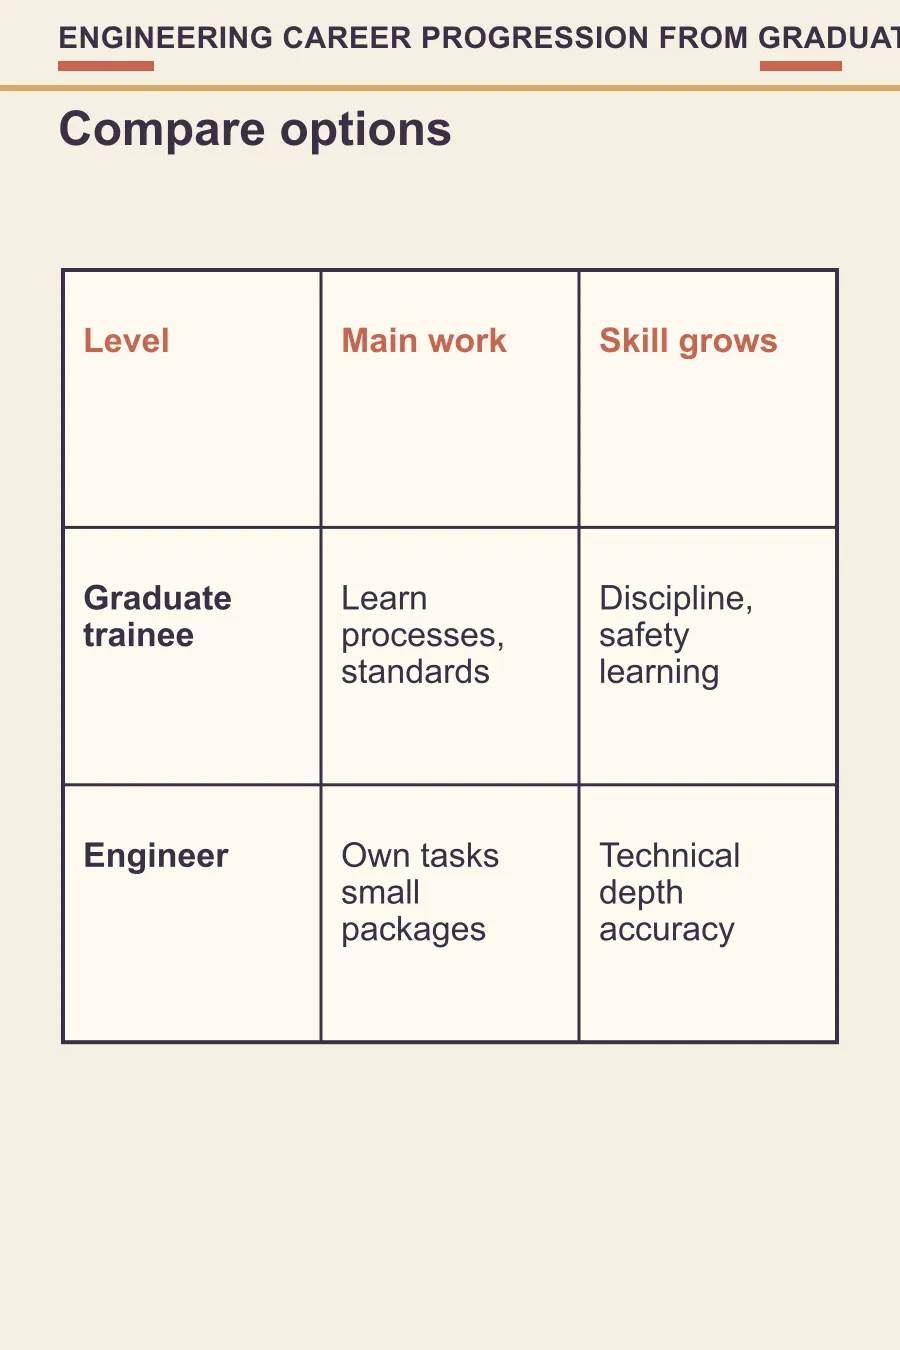 ENGINEERING CAREER PROGRESSION FROM GRADUAT
Compare options
Level
Main work
Skill grows
Graduate
trainee
Learn
processes,
standards
Discipline,
safety
learning
Engineer
Own tasks
small
packages
Technical
depth
accuracy